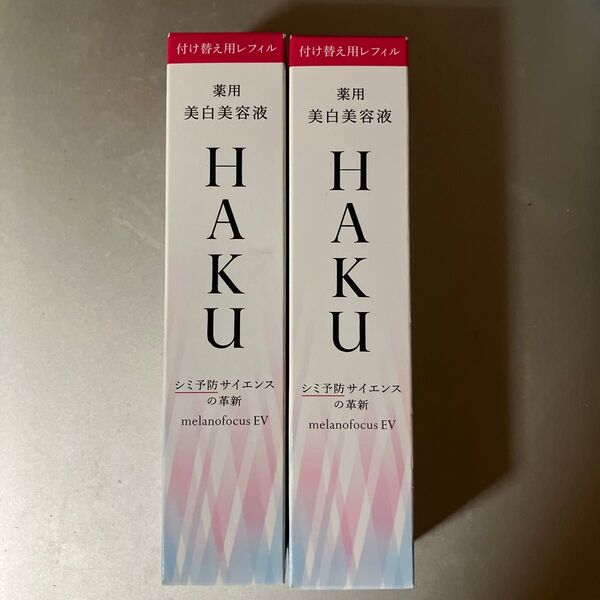 付け替え用レフィル
薬用
美白美容液
HAKU
シミ予防サイエンス
の革新
melanofocus EV
付け替え用レフィル
薬用
美白美容液
HAKU
シミ予防サイエンス
の革新
melanofocus EV